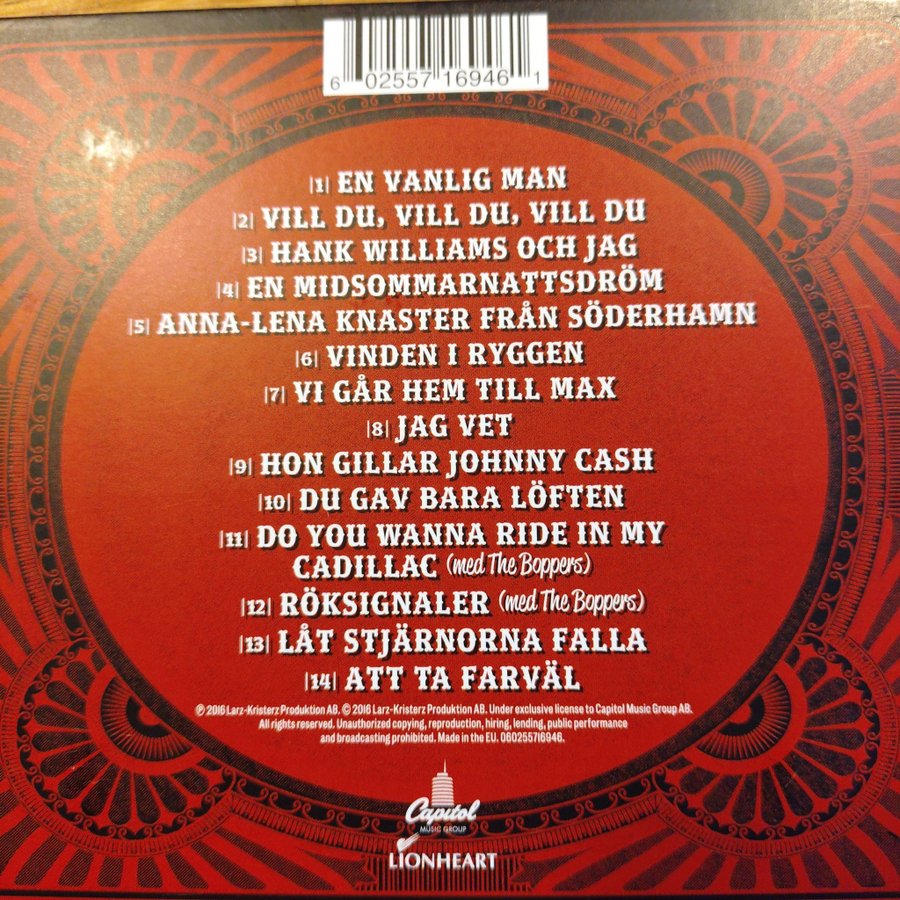 6 02557 16946 1
|1| EN VANLIG MAN
|2| VILL DU, VILL DU, VILL DU
|3| HANK WILLIAMS OCH JAG
|4| EN MIDSOMMARNATTSDRÖM
|5| ANNA-LENA KNASTER FRÅN SÖDERHAMN
|6| VINDEN I RYGGEN
|7| VI GÅR HEM TILL MAX
|8| JAG VET
|9| HON GILLAR JOHNNY CASH
|10| DU GAV BARA LÖFTEN
|11| DO YOU WANNA RIDE IN MY
CADILLAC (med The Boppers)
|12| RÖKSIGNALER (med The Boppers)
|13| LÅT STJÄRNORNA FALLA
|14| ATT TA FARVÄL
℗ 2016 Larz-Kristerz Produktion AB. © 2016 Larz-Kristerz Produktion AB. Under exclusive license to Capitol Music Group AB.
All rights reserved. Unauthorized copying, reproduction, hiring, lending, public performance
and broadcasting prohibited. Made in the EU. 060255716946.
Capitol
MUSIC GROUP
LIONHEART